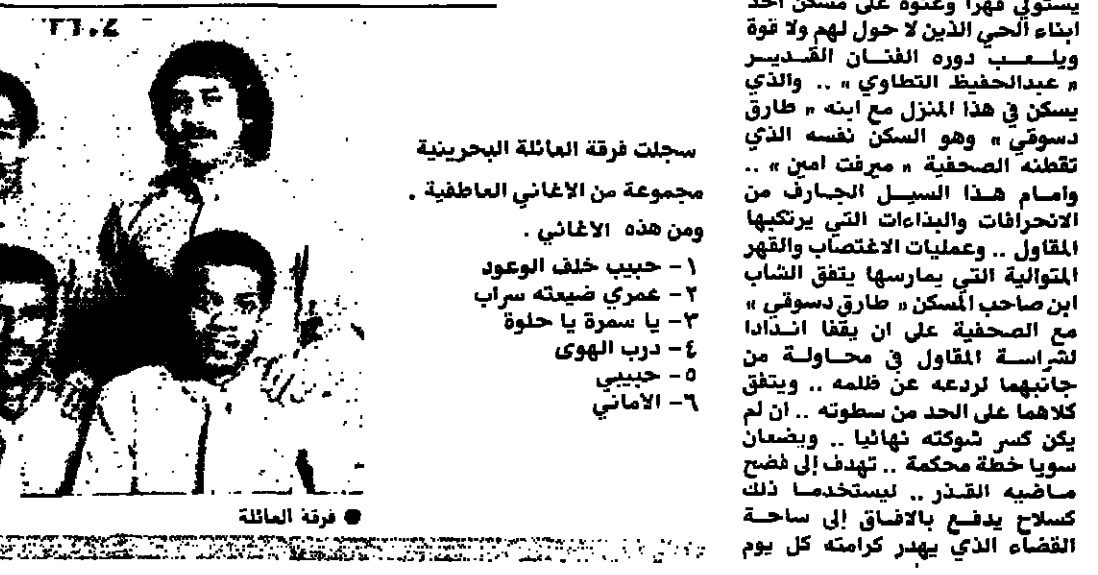 يستولي قهرا وعنوة على مسكن احد
ابناء الحي الذين لا حول لهم ولا قوة
ويلعب دوره الفنان القدير
« عبدالحفيظ التطاوي » .. والذي
يسكن في هذا المنزل مع ابنه « طارق
دسوقي » وهو السكن نفسه الذي
تقطنه الصحفية « ميرفت امين » ..
وامام هذا السيل الجارف من
الانحرافات والبذاءات التي يرتكبها
المقاول .. وعمليات الاغتصاب والقهر
المتوالية التي يمارسها يتفق الشاب
ابن صاحب المسكن « طارق دسوقي »
مع الصحفية على ان يقفا اندادا
لشراسة المقاول في محاولة من
جانبهما لردعه عن ظلمه .. ويتفق
كلاهما على الحد من سطوته .. ان لم
يكن كسر شوكته نهائيا .. ويضعان
سويا خطة محكمة .. تهدف إلى فضح
ماضيه القذر .. ليستخدما ذلك
كسلاح يدفع بالافاق إلى ساحة
القضاء الذي يهدر كرامته كل يوم
سجلت فرقة العائلة البحرينية
مجموعة من الاغاني العاطفية .
ومن هذه الاغاني .
١- حبيب خلف الوعود
٢- عمري ضيعته سراب
٣- يا سمرة يا حلوة
٤- درب الهوى
٥- حبيبي
٦- الاماني
● فرقة العائلة